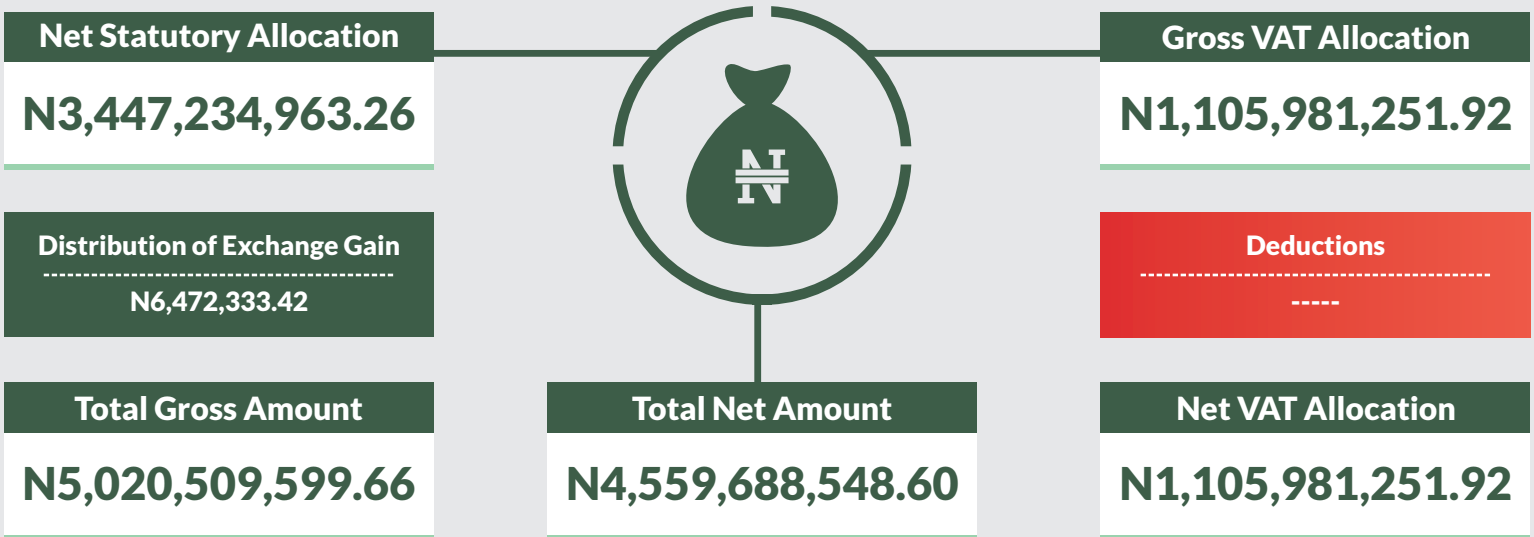 Net Statutory Allocation
N3,447,234,963.26
Gross VAT Allocation
N1,105,981,251.92
₦
Distribution of Exchange Gain
--------------------------------------------
N6,472,333.42
Deductions
--------------------------------------------
-----
Total Gross Amount
N5,020,509,599.66
Total Net Amount
N4,559,688,548.60
Net VAT Allocation
N1,105,981,251.92